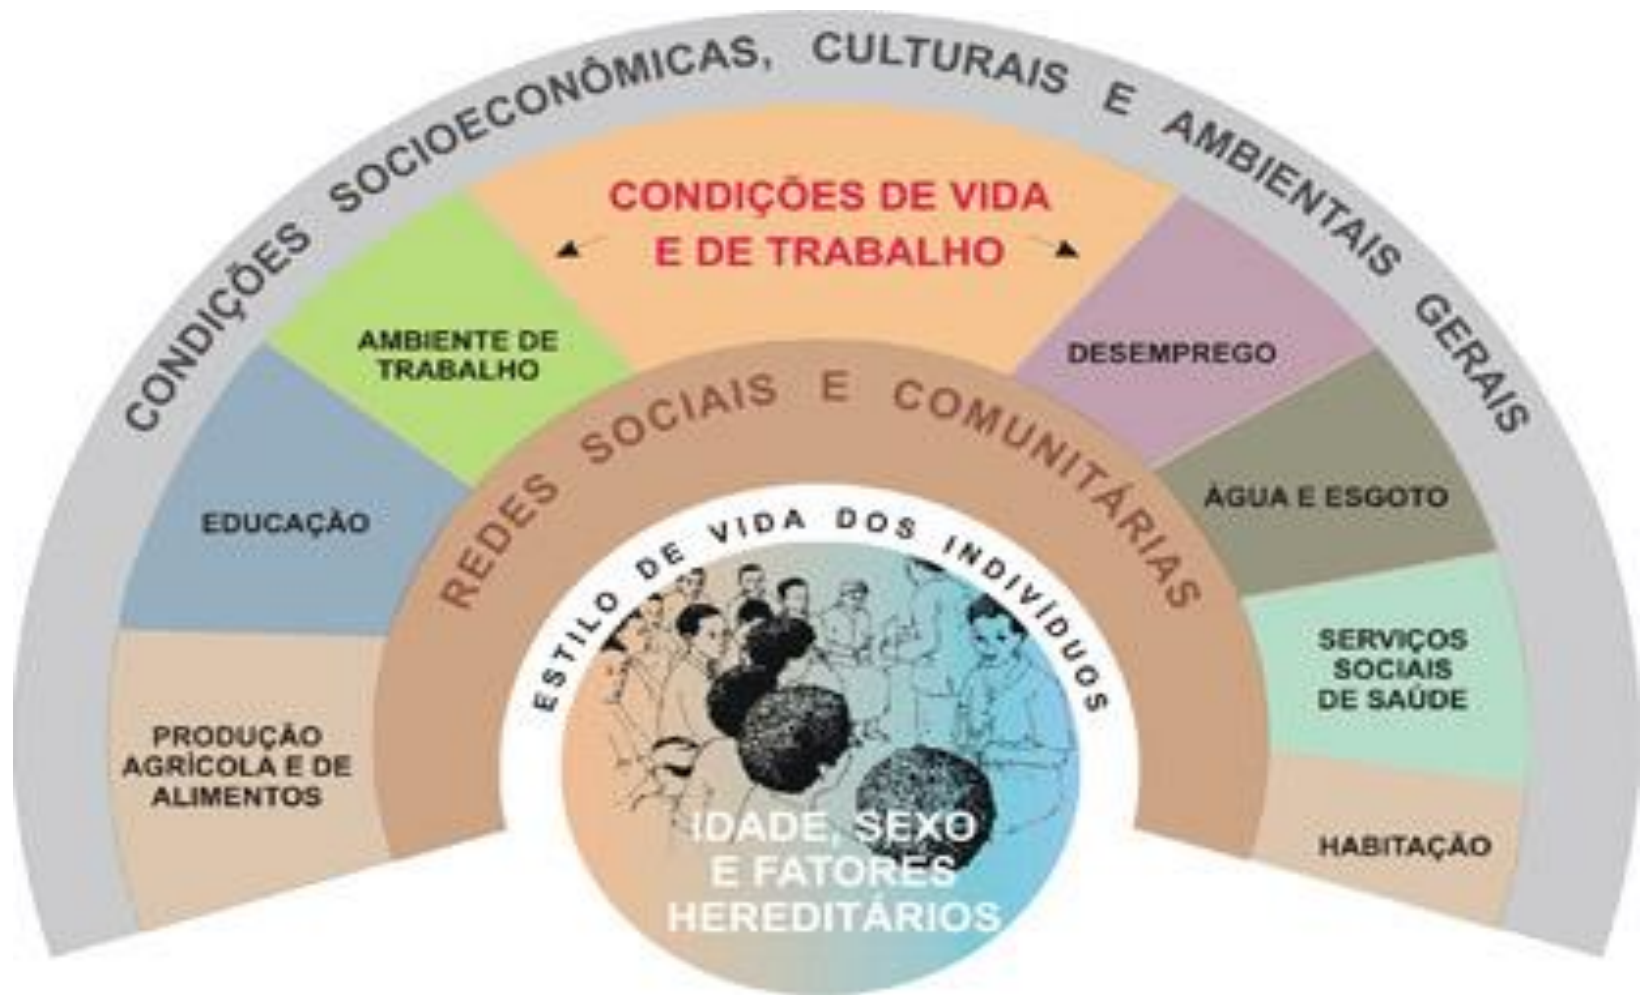 CONDIÇÕES SOCIOECONÔMICAS, CULTURAIS E AMBIENTAIS GERAIS
CONDIÇÕES DE VIDA
E DE TRABALHO
AMBIENTE DE
TRABALHO
DESEMPREGO
EDUCAÇÃO
ÁGUA E ESGOTO
PRODUÇÃO
AGRÍCOLA E DE
ALIMENTOS
SERVIÇOS
SOCIAIS
DE SAÚDE
HABITAÇÃO
REDES SOCIAIS E COMUNITÁRIAS
ESTILO DE VIDA DOS INDIVÍDUOS
IDADE, SEXO
E FATORES
HEREDITÁRIOS